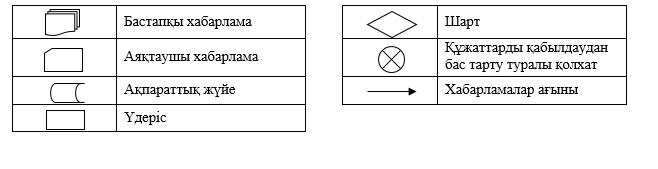 Бастапқы хабарлама
Аяқтаушы хабарлама
Ақпараттық жүйе
Үдеріс
Шарт
Құжаттарды қабылдаудан
бас тарту туралы қолхат
Хабарламалар ағыны